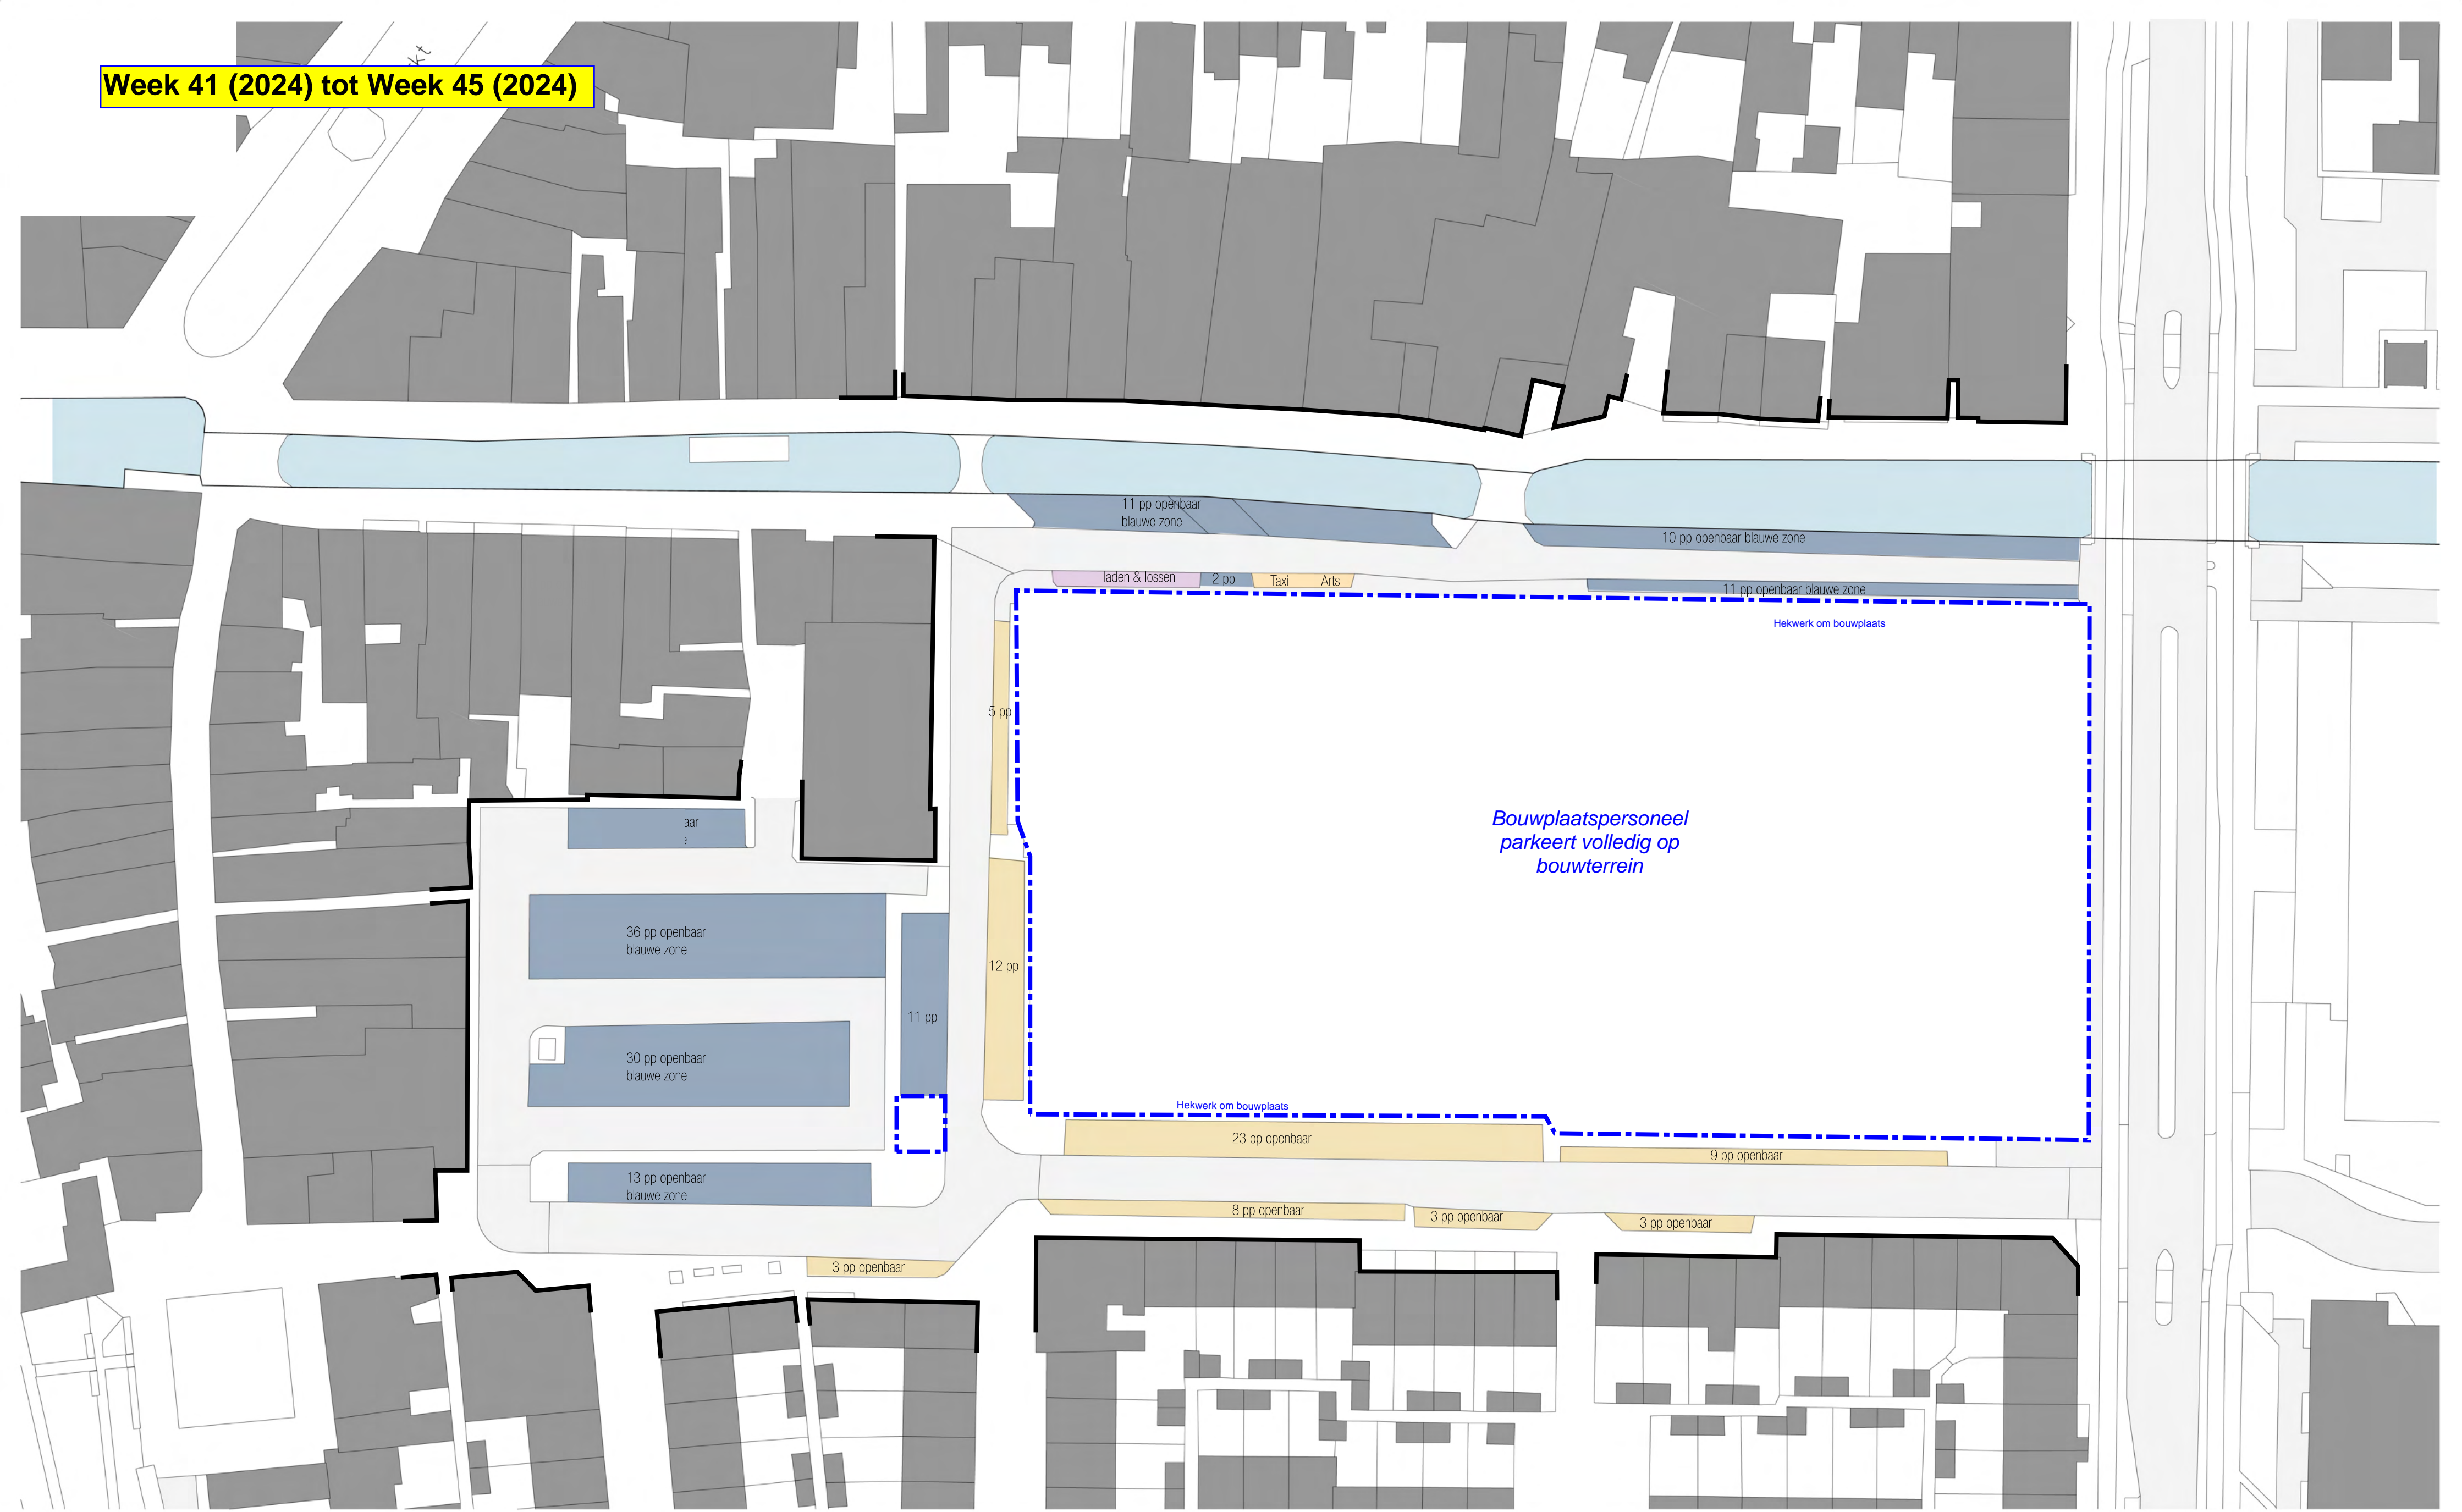 kt
Week 41 (2024) tot Week 45 (2024)
11 pp openbaar
blauwe zone
10 pp openbaar blauwe zone
laden & lossen
2 pp
Taxi
Arts
11 pp openbaar blauwe zone
Hekwerk om bouwplaats
5 pp
Bouwplaatspersoneel
parkeert volledig op
bouwterrein
aar
36 pp openbaar
blauwe zone
12 pp
11 pp
30 pp openbaar
blauwe zone
Hekwerk om bouwplaats
23 pp openbaar
9 pp openbaar
13 pp openbaar
blauwe zone
8 pp openbaar
3 pp openbaar
3 pp openbaar
3 pp openbaar